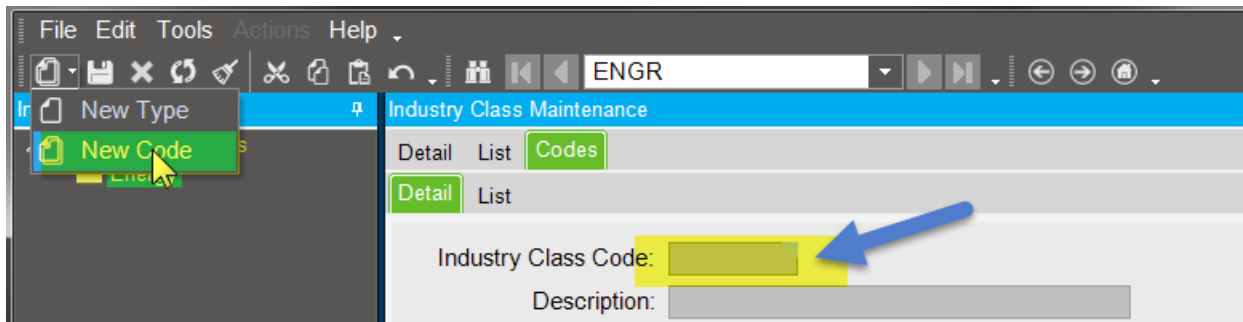 File Edit Tools Actions Help
ENGR
New Type
New Code
Industry Class Maintenance
Detail List Codes
Detail List
Industry Class Code:
Description: